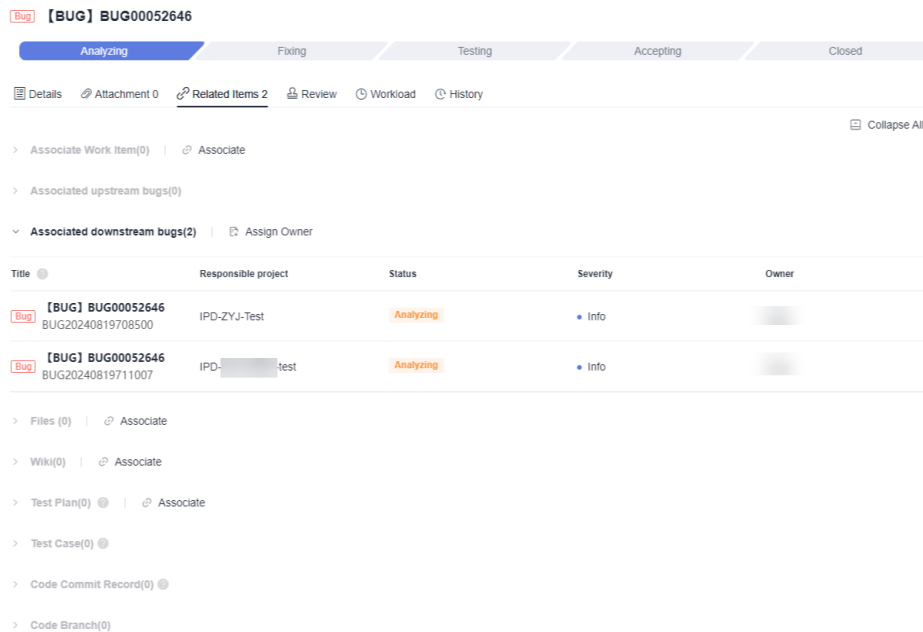 Bug 【BUG】BUG00052646
Analyzing Fixing Testing Accepting Closed
Details Attachment 0 Related Items 2 Review Workload History
Collapse All
Associate Work Item(0) Associate
Associated upstream bugs(0)
Associated downstream bugs(2) Assign Owner
Title Responsible project Status Severity Owner
Bug 【BUG】BUG00052646
BUG20240819708500 IPD-ZYJ-Test Analyzing Info
Bug 【BUG】BUG00052646
BUG20240819711007 IPD- -test Analyzing Info
Files (0) Associate
Wiki(0) Associate
Test Plan(0) Associate
Test Case(0)
Code Commit Record(0)
Code Branch(0)